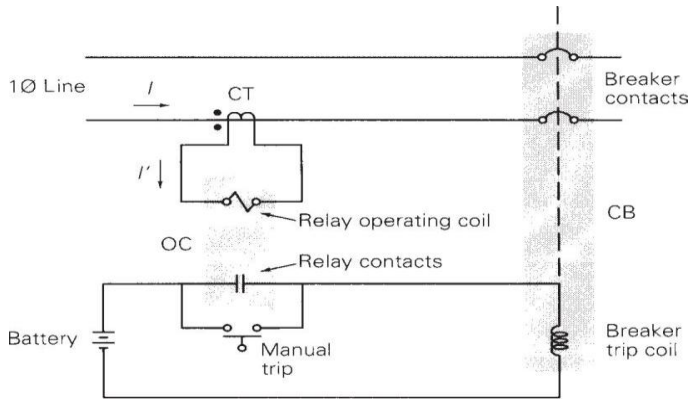 1Ø Line
I
CT
Breaker
contacts
I'
Relay operating coil
CB
OC
Relay contacts
Battery
Manual
trip
Breaker
trip coil